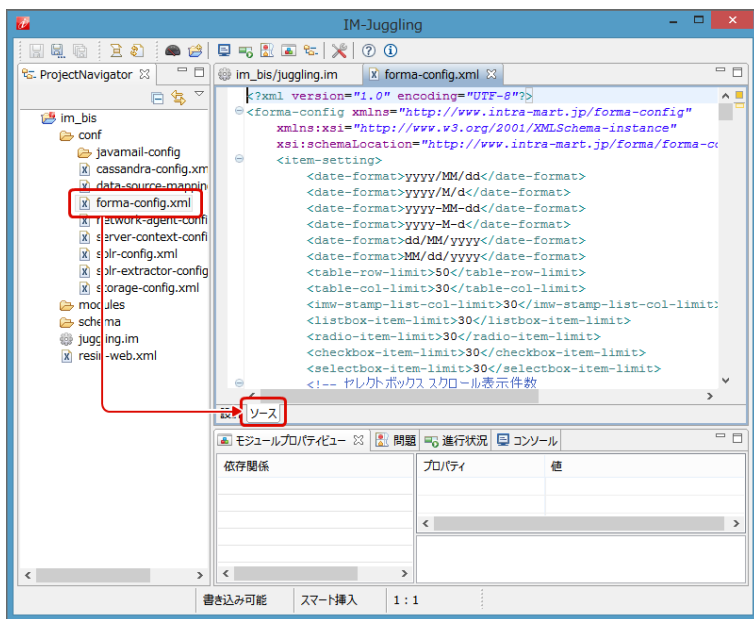 IM-Juggling
ProjectNavigator
im_bis
conf
javamail-config
cassandra-config.xm
data-source-mappin
forma-config.xml
network-agent-confi
server-context-confi
solr-config.xml
solr-extractor-config
storage-config.xml
modules
schema
juggling.im
resin-web.xml
im_bis/juggling.im
forma-config.xml
<?xml version="1.0" encoding="UTF-8"?>
<forma-config xmlns="http://www.intra-mart.jp/forma-config"
xmlns:xsi="http://www.w3.org/2001/XMLSchema-instance"
xsi:schemaLocation="http://www.intra-mart.jp/forma/forma-co
<item-setting>
<date-format>yyyy/MM/dd</date-format>
<date-format>yyyy/M/d</date-format>
<date-format>yyyy-MM-dd</date-format>
<date-format>yyyy-M-d</date-format>
<date-format>dd/MM/yyyy</date-format>
<date-format>MM/dd/yyyy</date-format>
<table-row-limit>50</table-row-limit>
<table-col-limit>30</table-col-limit>
<imw-stamp-list-col-limit>30</imw-stamp-list-col-limit>
<listbox-item-limit>30</listbox-item-limit>
<radio-item-limit>30</radio-item-limit>
<checkbox-item-limit>30</checkbox-item-limit>
<selectbox-item-limit>30</selectbox-item-limit>
<!-- セレクトボックス スクロール表示件数
ソース
モジュールプロパティビュー 問題 進行状況 コンソール
依存関係
プロパティ 値
書き込み可能 スマート挿入 1 : 1